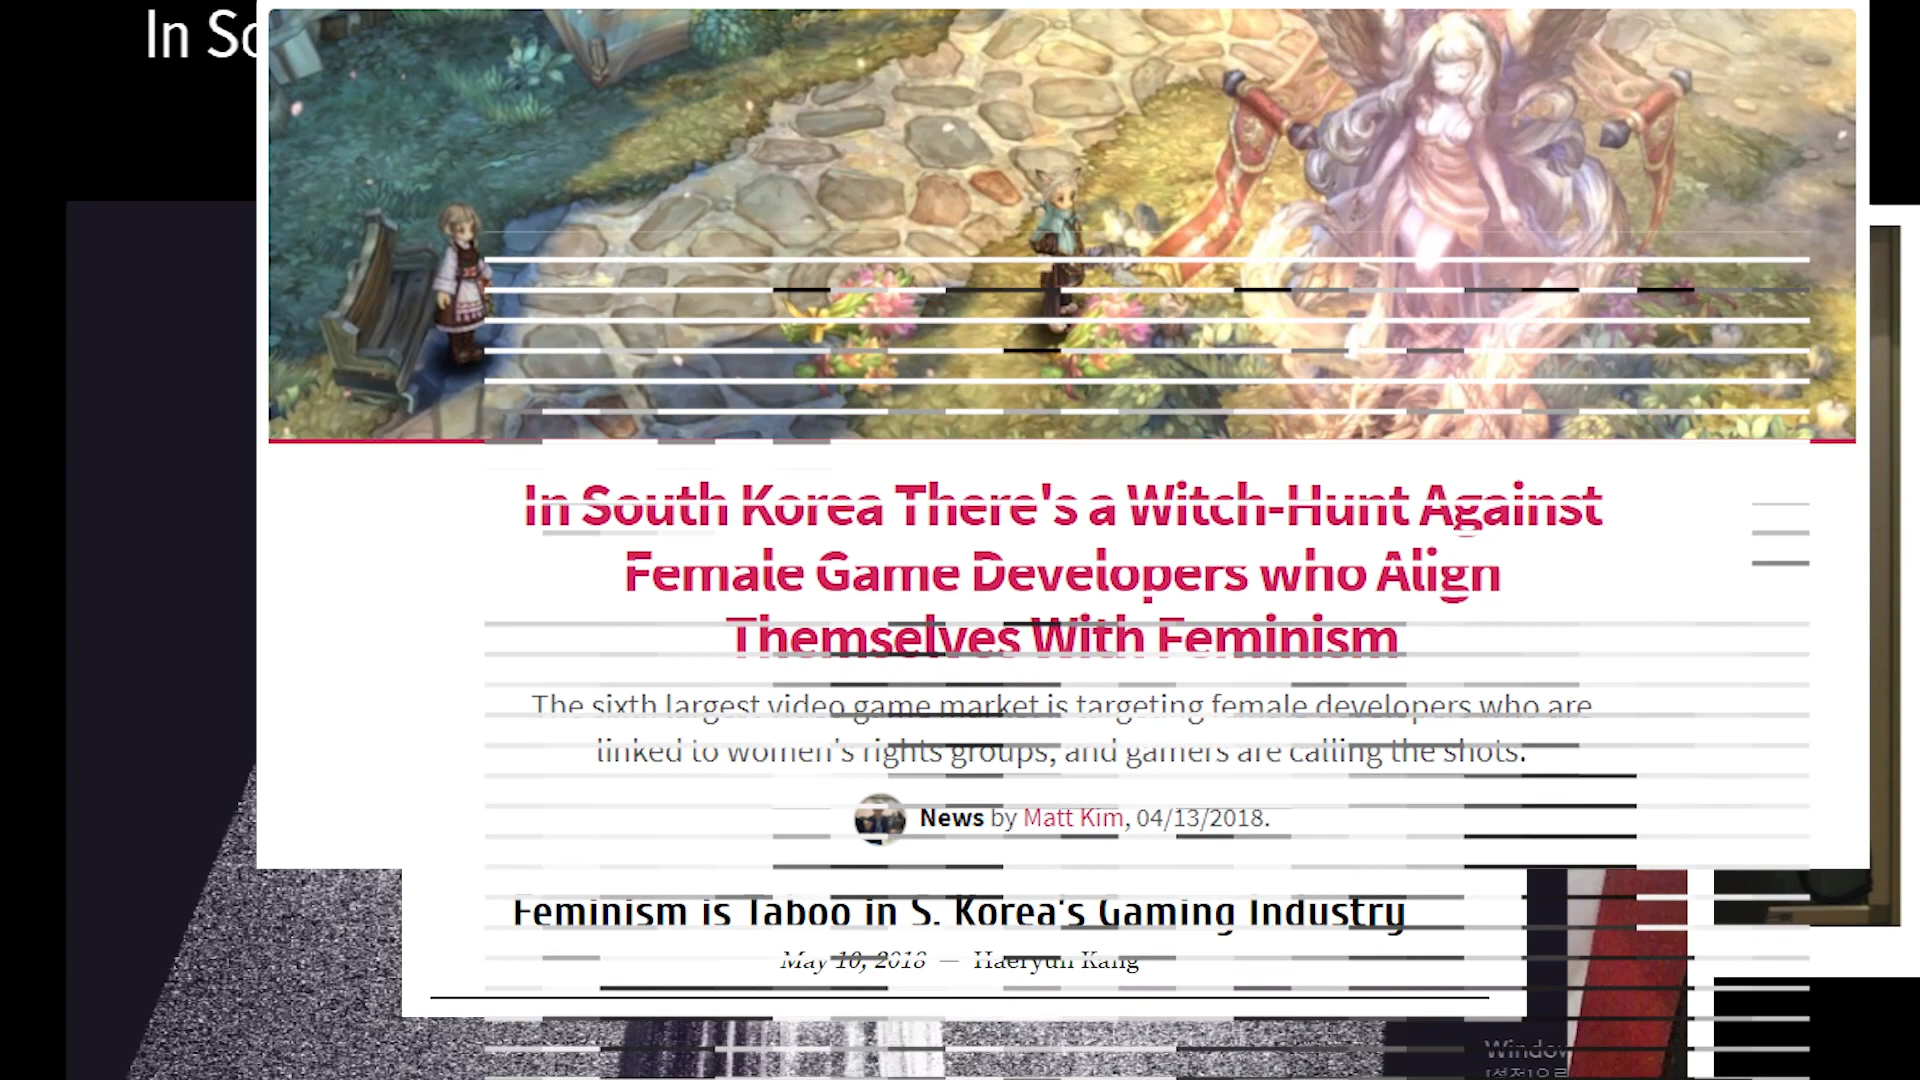 In So
In South Korea There's a Witch-Hunt Against
Female Game Developers who Align
Themselves With Feminism
The sixth largest video game market is targeting female developers who are
linked to women's rights groups, and gamers are calling the shots.
News by Matt Kim, 04/13/2018.
Feminism is Taboo in S. Korea's Gaming Industry
May 10, 2018 — Haeryun Kang
Window